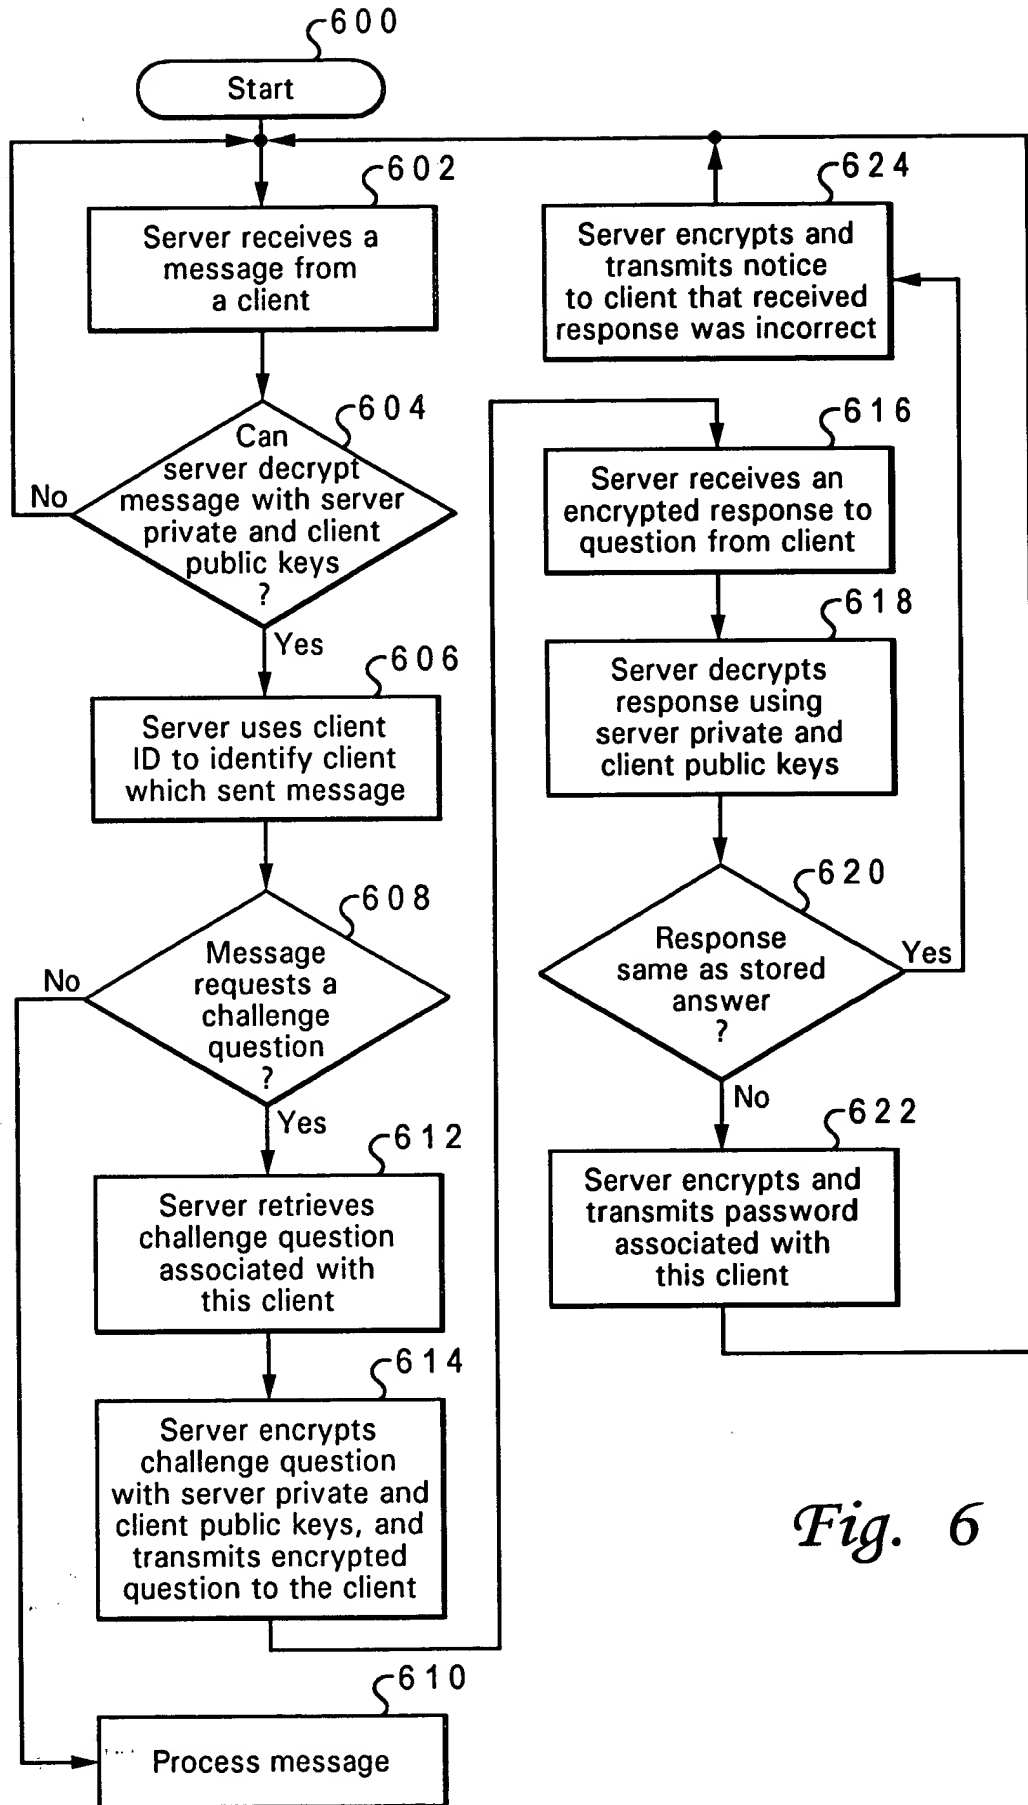 600
Start
602
Server receives a
message from
a client
604
Can
server decrypt
message with server
private and client
public keys
?
No
Yes
606
Server uses client
ID to identify client
which sent message
608
Message
requests a
challenge
question
?
No
Yes
612
Server retrieves
challenge question
associated with
this client
614
Server encrypts
challenge question
with server private and
client public keys, and
transmits encrypted
question to the client
610
Process message
624
Server encrypts and
transmits notice
to client that received
response was incorrect
616
Server receives an
encrypted response to
question from client
618
Server decrypts
response using
server private and
client public keys
620
Response
same as stored
answer
?
Yes
No
622
Server encrypts and
transmits password
associated with
this client
Fig. 6